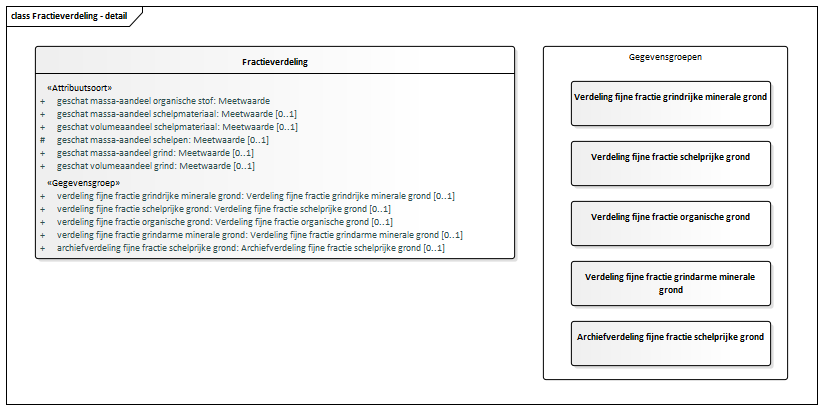 class Fractieverdeling - detail
Fractieverdeling
«Attribuutsoort»
+ geschat massa-aandeel organische stof: Meetwaarde
+ geschat massa-aandeel schelpmateriaal: Meetwaarde [0..1]
+ geschat volumeaandeel schelpmateriaal: Meetwaarde [0..1]
# geschat massa-aandeel schelpen: Meetwaarde [0..1]
+ geschat massa-aandeel grind: Meetwaarde [0..1]
+ geschat volumeaandeel grind: Meetwaarde [0..1]
«Gegevensgroep»
+ verdeling fijne fractie grindrijke minerale grond: Verdeling fijne fractie grindrijke minerale grond [0..1]
+ verdeling fijne fractie schelprijke grond: Verdeling fijne fractie schelprijke grond [0..1]
+ verdeling fijne fractie organische grond: Verdeling fijne fractie organische grond [0..1]
+ verdeling fijne fractie grindarme minerale grond: Verdeling fijne fractie grindarme minerale grond [0..1]
+ archiefverdeling fijne fractie schelprijke grond: Archiefverdeling fijne fractie schelprijke grond [0..1]
Gegevensgroepen
Verdeling fijne fractie grindrijke minerale grond
Verdeling fijne fractie schelprijke grond
Verdeling fijne fractie organische grond
Verdeling fijne fractie grindarme minerale
grond
Archiefverdeling fijne fractie schelprijke grond